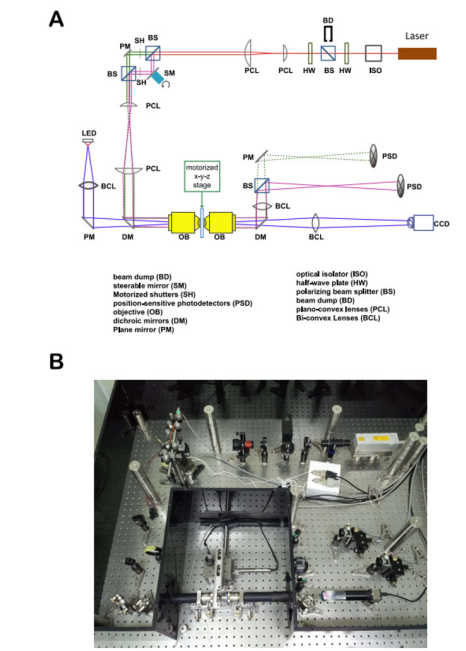 A
BD
Laser
SH
BS
PM
BS
SH
SM
PCL
PCL
HW
BS
HW
ISO
PCL
LED
PCL
motorized
x-y-z
stage
PM
PSD
BS
PSD
BCL
BCL
CCD
PM
DM
OB
OB
DM
BCL
beam dump (BD)
steerable mirror (SM)
Motorized shutters (SH)
position-sensitive photodetectors (PSD)
objective (OB)
dichroic mirrors (DM)
Plane mirror (PM)
optical isolator (ISO)
half-wave plate (HW)
polarizing beam splitter (BS)
beam dump (BD)
plano-convex lenses (PCL)
Bi-convex Lenses (BCL)
B